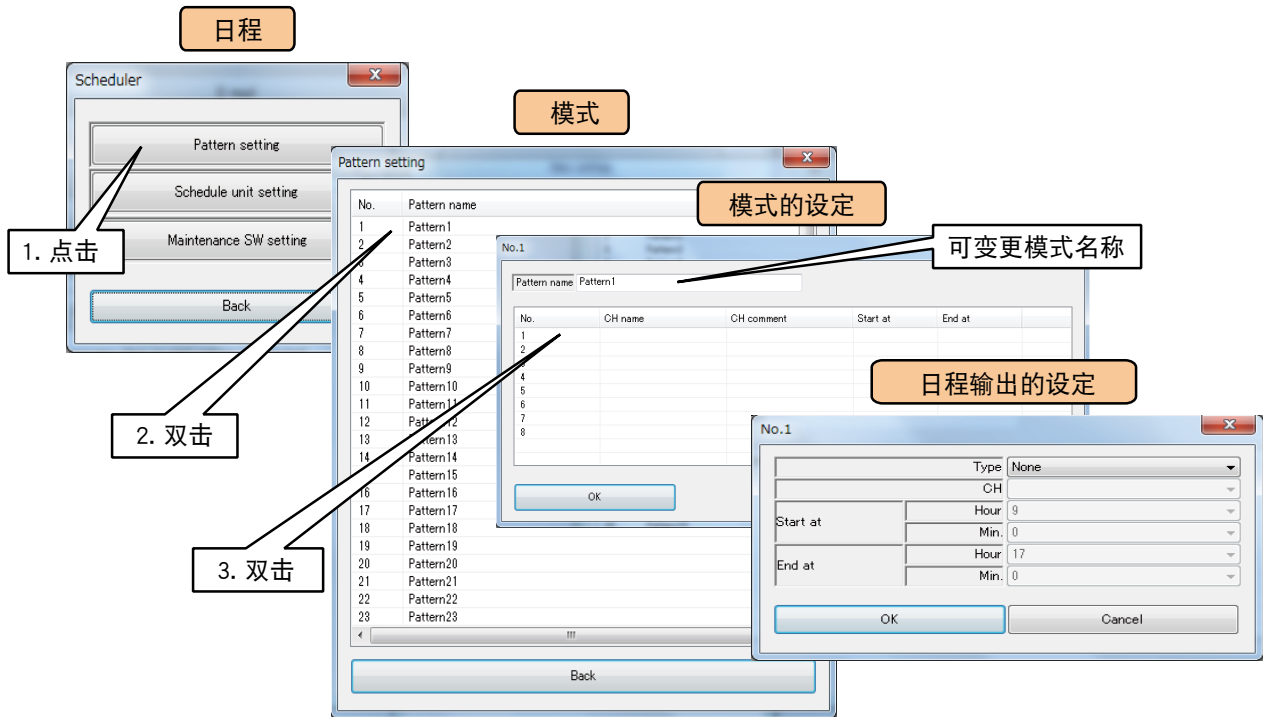 日程
Scheduler
Pattern setting
Schedule unit setting
Maintenance SW setting
Back
1. 点击
模式
Pattern setting
No. Pattern name
1 Pattern1
2 Pattern2
3 Pattern3
4 Pattern4
5 Pattern5
6 Pattern6
7 Pattern7
8 Pattern8
9 Pattern9
10 Pattern10
11 Pattern11
12 Pattern12
13 Pattern13
14 Pattern14
Pattern15
16 Pattern16
17 Pattern17
18 Pattern18
19 Pattern19
20 Pattern20
21 Pattern21
22 Pattern22
23 Pattern23
Back
2. 双击
3. 双击
模式的设定
No.1
Pattern name Pattern1
可变更模式名称
No. CH name CH comment Start at End at
1
2
3
4
5
6
7
8
OK
日程输出的设定
No.1
Type None
CH
Start at Hour 9
Min. 0
End at Hour 17
Min. 0
OK Cancel